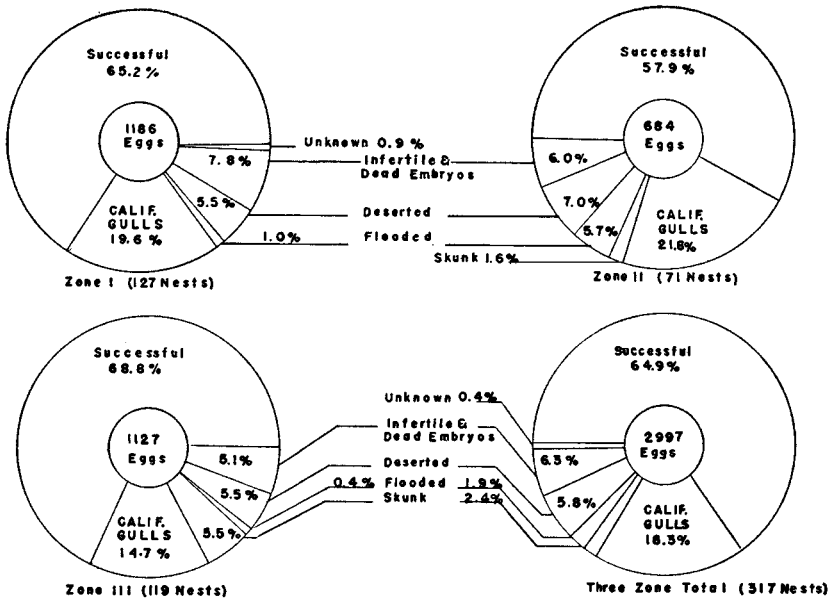 Successful
65.2%
1186
Eggs
7.8%
5.5%
CALIF.
GULLS
19.6%
1.0%
Zone I (127 Nests)
Unknown 0.9%
Infertile &
Dead Embryos
Deserted
Flooded
Skunk 1.6%
Successful
57.9%
684
Eggs
6.0%
7.0%
5.7%
CALIF.
GULLS
21.8%
Zone II (71 Nests)
Successful
68.8%
1127
Eggs
5.1%
5.5%
CALIF.
GULLS
14.7%
5.5%
Zone III (119 Nests)
Unknown 0.4%
Infertile &
Dead Embryos
Deserted
0.4% Flooded 1.9%
Skunk 2.4%
Successful
64.9%
2997
Eggs
6.3%
5.8%
CALIF.
GULLS
18.3%
Three Zone Total (317 Nests)